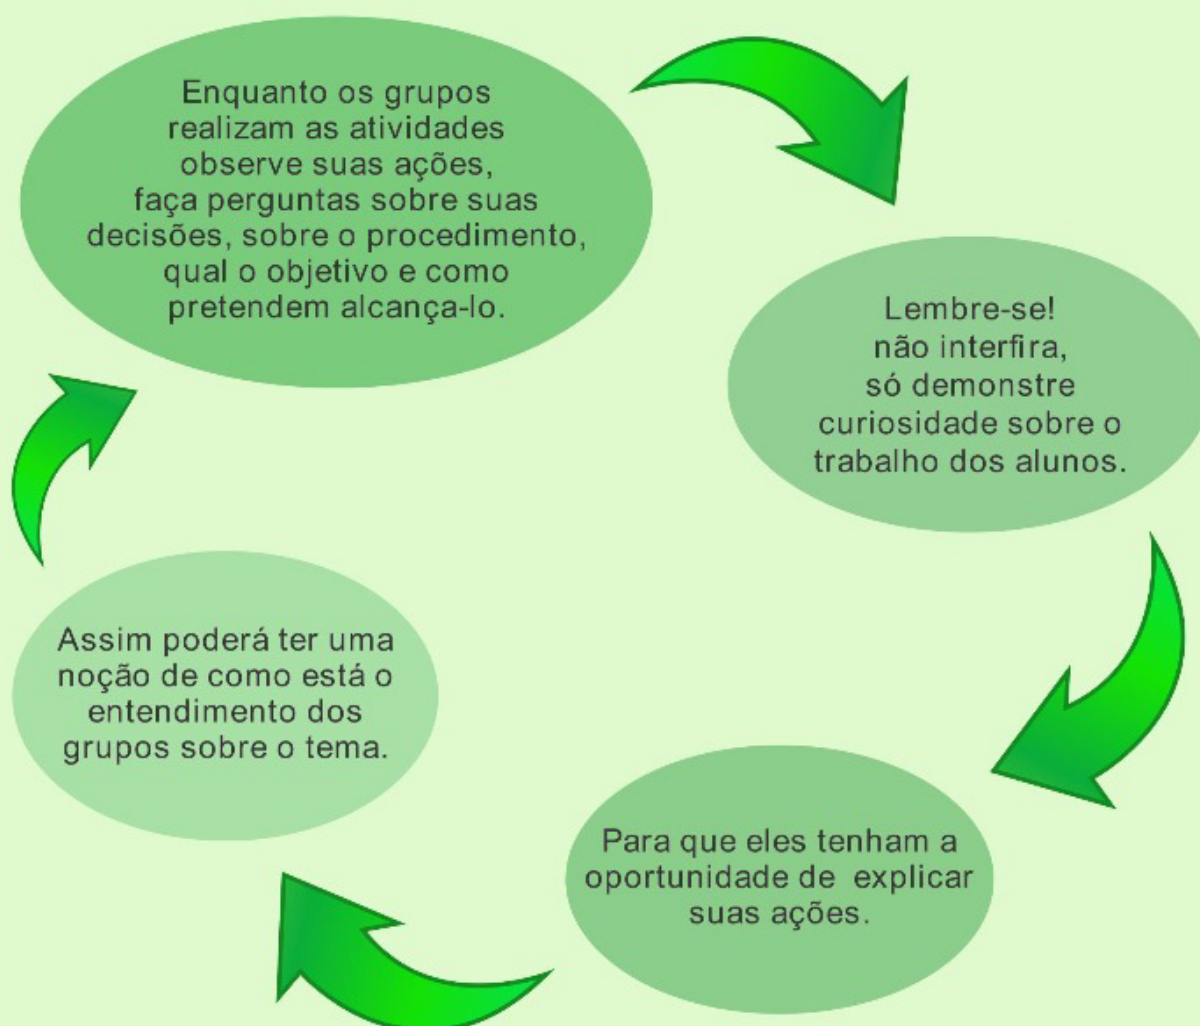 Enquanto os grupos
realizam as atividades
observe suas ações,
faça perguntas sobre suas
decisões, sobre o procedimento,
qual o objetivo e como
pretendem alcança-lo.
Lembre-se!
não interfira,
só demonstre
curiosidade sobre o
trabalho dos alunos.
Para que eles tenham a
oportunidade de explicar
suas ações.
Assim poderá ter uma
noção de como está o
entendimento dos
grupos sobre o tema.